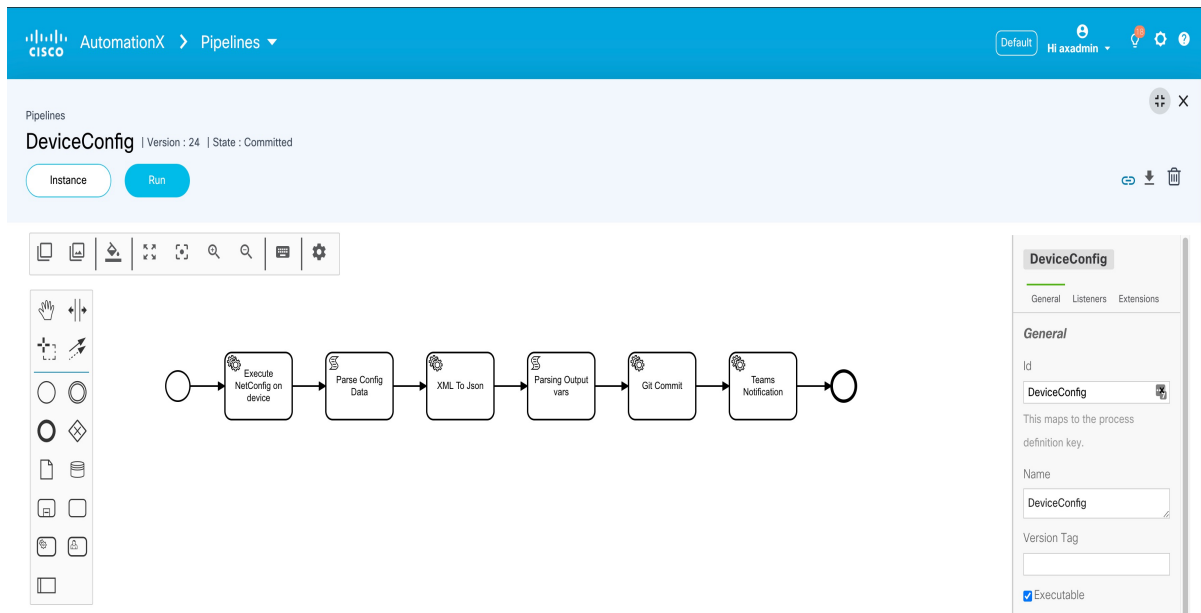 CISCO AutomationX Pipelines
Default Hi axadmin 16 ?
Pipelines
DeviceConfig | Version : 24 | State : Committed
Instance Run
DeviceConfig
General Listeners Extensions
General
Id
DeviceConfig
This maps to the process
definition key.
Name
DeviceConfig
Version Tag
Executable
Execute
NetConfig on
device
Parse Config
Data
XML To Json
Parsing Output
vars
Git Commit
Teams
Notification